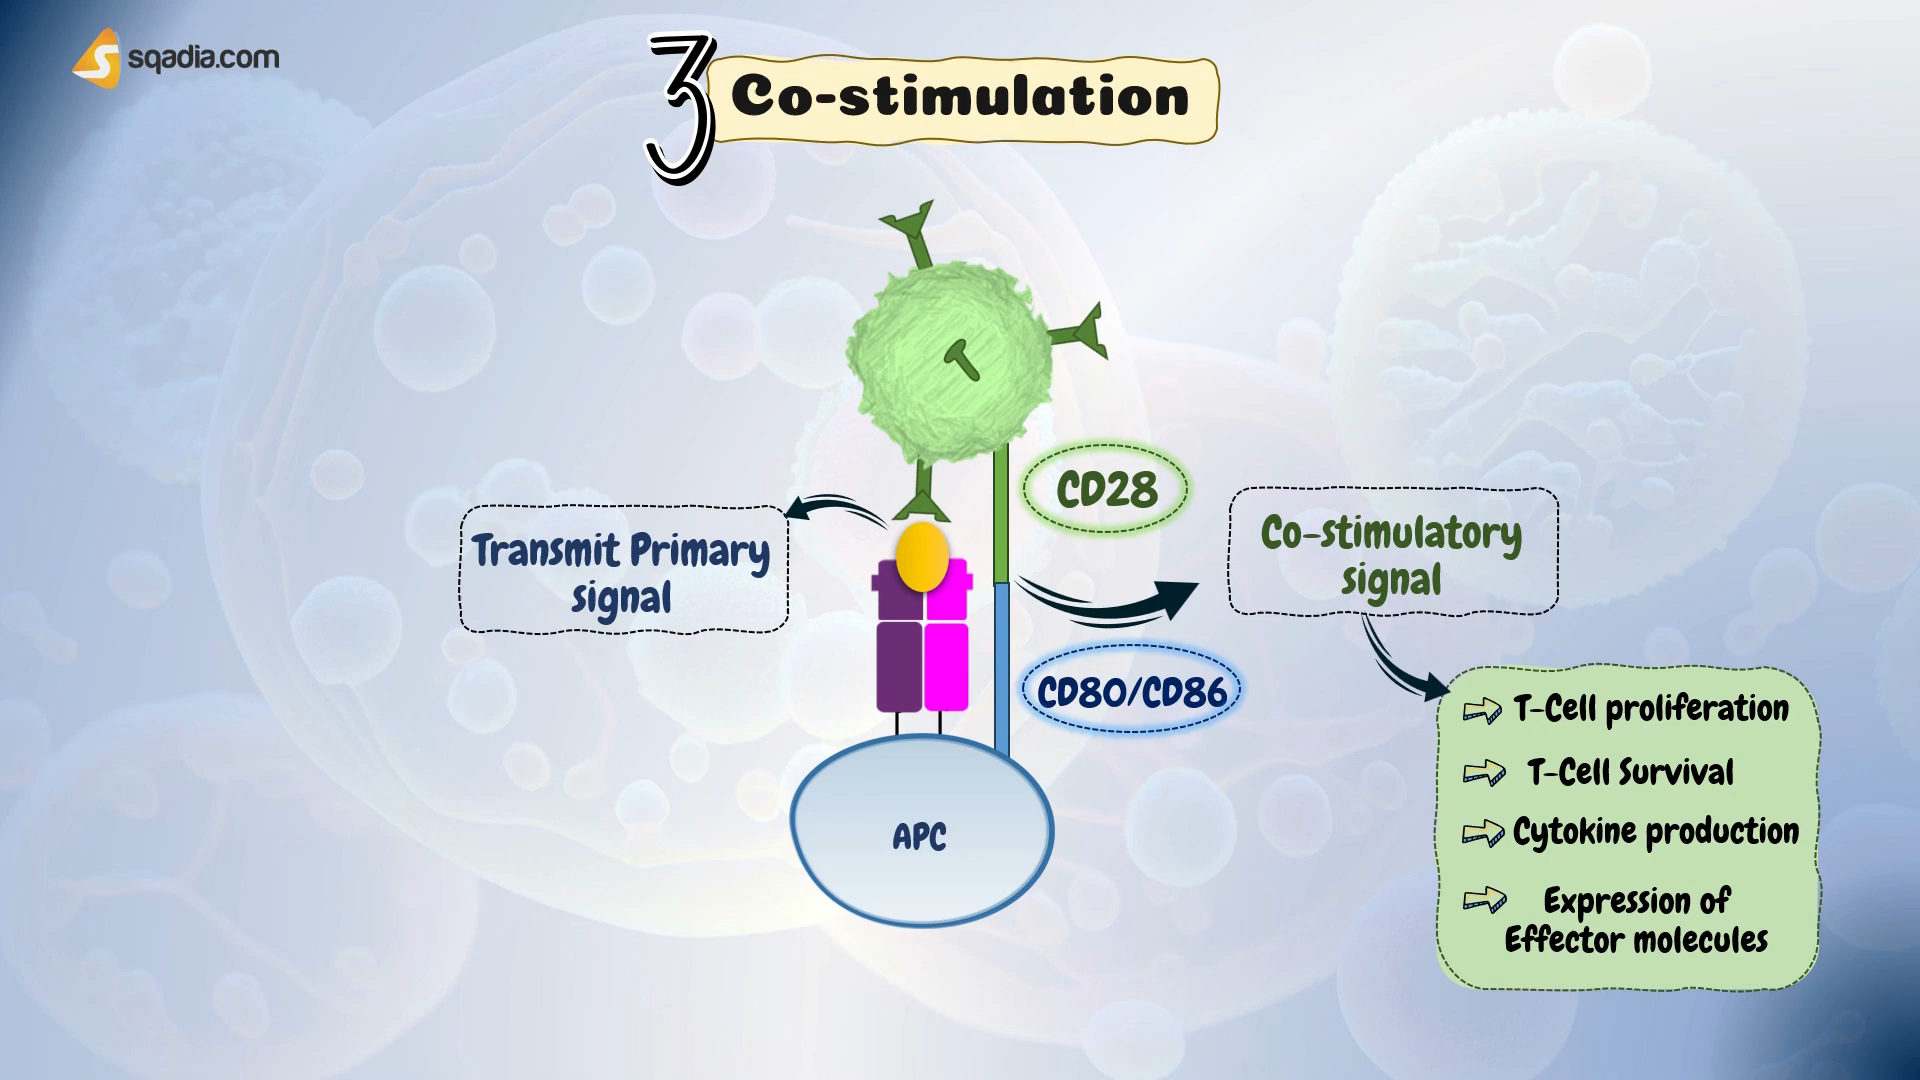 sqadia.com
3 Co-stimulation
T
CD28
Transmit Primary
signal
Co-stimulatory
signal
CD80/CD86
APC
T-Cell proliferation
T-Cell Survival
Cytokine production
Expression of
Effector molecules